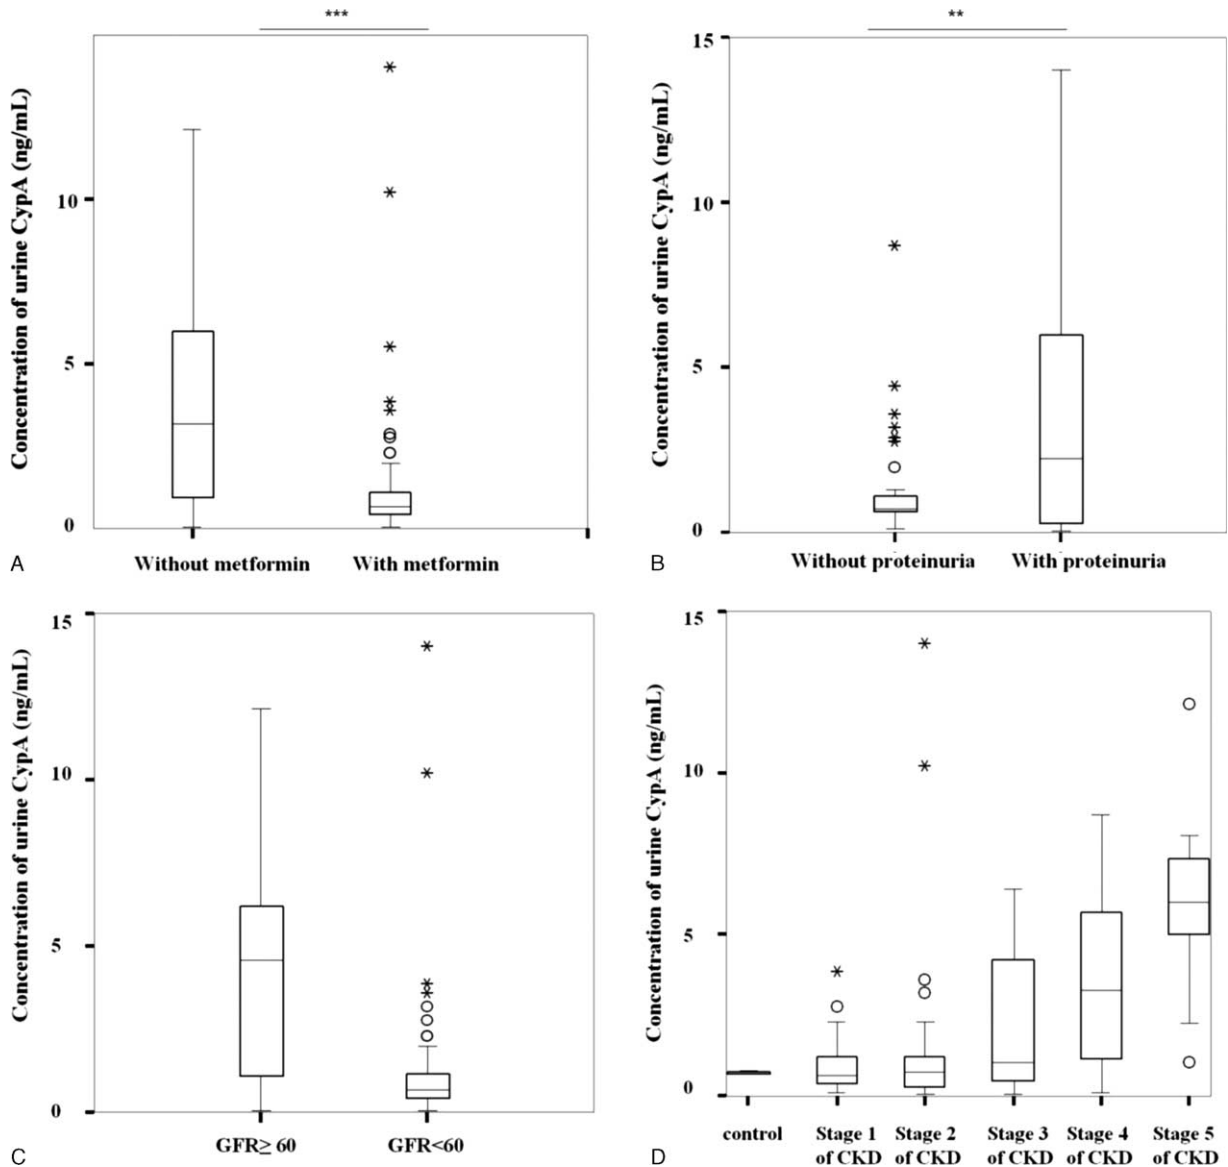 ***
Concentration of urine CypA (ng/mL)
10
5
0
Without metformin With metformin
A
**
Concentration of urine CypA (ng/mL)
15
10
5
0
Without proteinuria With proteinuria
B
Concentration of urine CypA (ng/mL)
15
10
5
0
GFR≥ 60 GFR<60
C
Concentration of urine CypA (ng/mL)
15
10
5
0
control Stage 1 Stage 2 Stage 3 Stage 4 Stage 5
of CKD of CKD of CKD of CKD of CKD
D